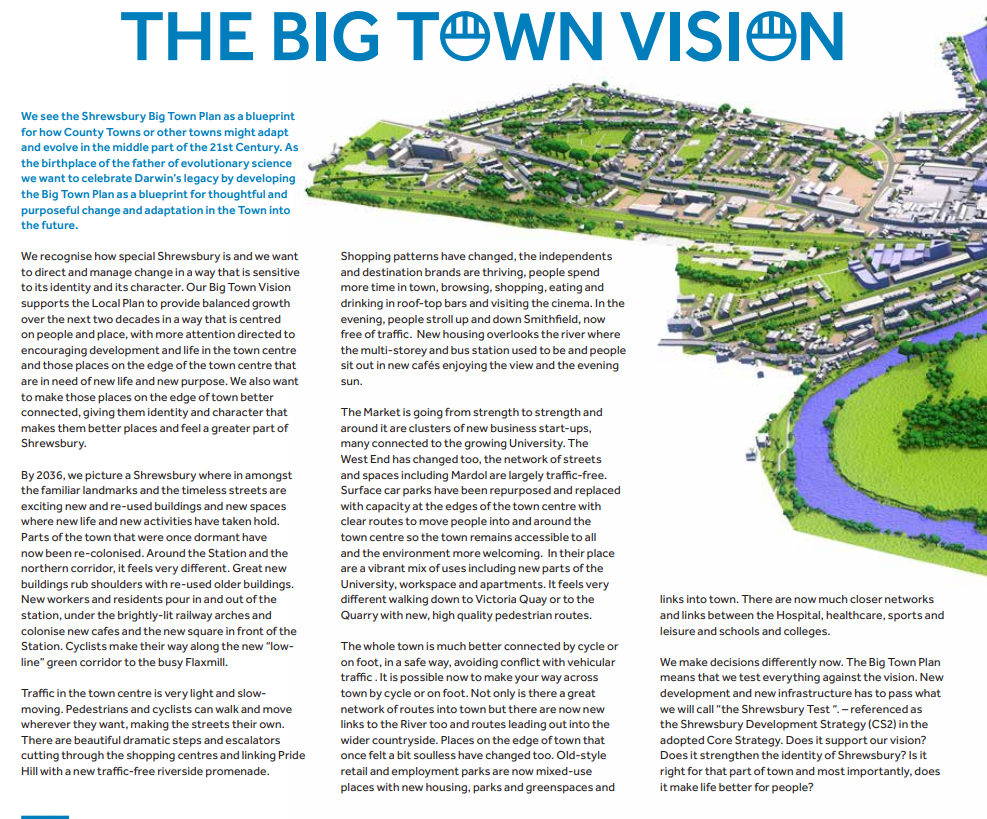 THE BIG TOWN VISION
We see the Shrewsbury Big Town Plan as a blueprint
for how County Towns or other towns might adapt
and evolve in the middle part of the 21st Century. As
the birthplace of the father of evolutionary science
we want to celebrate Darwin's legacy by developing
the Big Town Plan as a blueprint for thoughtful and
purposeful change and adaptation in the Town into
the future.
We recognise how special Shrewsbury is and we want
to direct and manage change in a way that is sensitive
to its identity and its character. Our Big Town Vision
supports the Local Plan to provide balanced growth
over the next two decades in a way that is centred
on people and place, with more attention directed to
encouraging development and life in the town centre
and those places on the edge of the town centre that
are in need of new life and new purpose. We also want
to make those places on the edge of town better
connected, giving them identity and character that
makes them better places and feel a greater part of
Shrewsbury.
By 2036, we picture a Shrewsbury where in amongst
the familiar landmarks and the timeless streets are
exciting new and re-used buildings and new spaces
where new life and new activities have taken hold.
Parts of the town that were once dormant have
now been re-colonised. Around the Station and the
northern corridor, it feels very different. Great new
buildings rub shoulders with re-used older buildings.
New workers and residents pour in and out of the
station, under the brightly-lit railway arches and
colonise new cafes and the new square in front of the
Station. Cyclists make their way along the new "low-
line" green corridor to the busy Flaxmill.
Traffic in the town centre is very light and slow-
moving. Pedestrians and cyclists can walk and move
wherever they want, making the streets their own.
There are beautiful dramatic steps and escalators
cutting through the shopping centres and linking Pride
Hill with a new traffic-free riverside promenade.
Shopping patterns have changed, the independents
and destination brands are thriving, people spend
more time in town, browsing, shopping, eating and
drinking in roof-top bars and visiting the cinema. In the
evening, people stroll up and down Smithfield, now
free of traffic. New housing overlooks the river where
the multi-storey and bus station used to be and people
sit out in new cafés enjoying the view and the evening
sun.
The Market is going from strength to strength and
around it are clusters of new business start-ups,
many connected to the growing University. The
West End has changed too, the network of streets
and spaces including Mardol are largely traffic-free.
Surface car parks have been repurposed and replaced
with capacity at the edges of the town centre with
clear routes to move people into and around the
town centre so the town remains accessible to all
and the environment more welcoming. In their place
are a vibrant mix of uses including new parts of the
University, workspace and apartments. It feels very
different walking down to Victoria Quay or to the
Quarry with new, high quality pedestrian routes.
The whole town is much better connected by cycle or
on foot, in a safe way, avoiding conflict with vehicular
traffic . It is possible now to make your way across
town by cycle or on foot. Not only is there a great
network of routes into town but there are now new
links to the River too and routes leading out into the
wider countryside. Places on the edge of town that
once felt a bit soulless have changed too. Old-style
retail and employment parks are now mixed-use
places with new housing, parks and greenspaces and
links into town. There are now much closer networks
and links between the Hospital, healthcare, sports and
leisure and schools and colleges.
We make decisions differently now. The Big Town Plan
means that we test everything against the vision. New
development and new infrastructure has to pass what
we will call "the Shrewsbury Test ". – referenced as
the Shrewsbury Development Strategy (CS2) in the
adopted Core Strategy. Does it support our vision?
Does it strengthen the identity of Shrewsbury? Is it
right for that part of town and most importantly, does
it make life better for people?